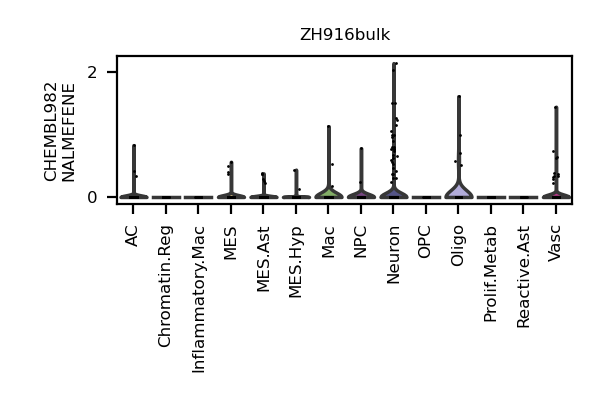 ZH916bulk
CHEMBL982
NALMEFENE
2
0
AC
Chromatin.Reg
Inflammatory.Mac
MES
MES.Ast
MES.Hyp
Mac
NPC
Neuron
OPC
Oligo
Prolif.Metab
Reactive.Ast
Vasc